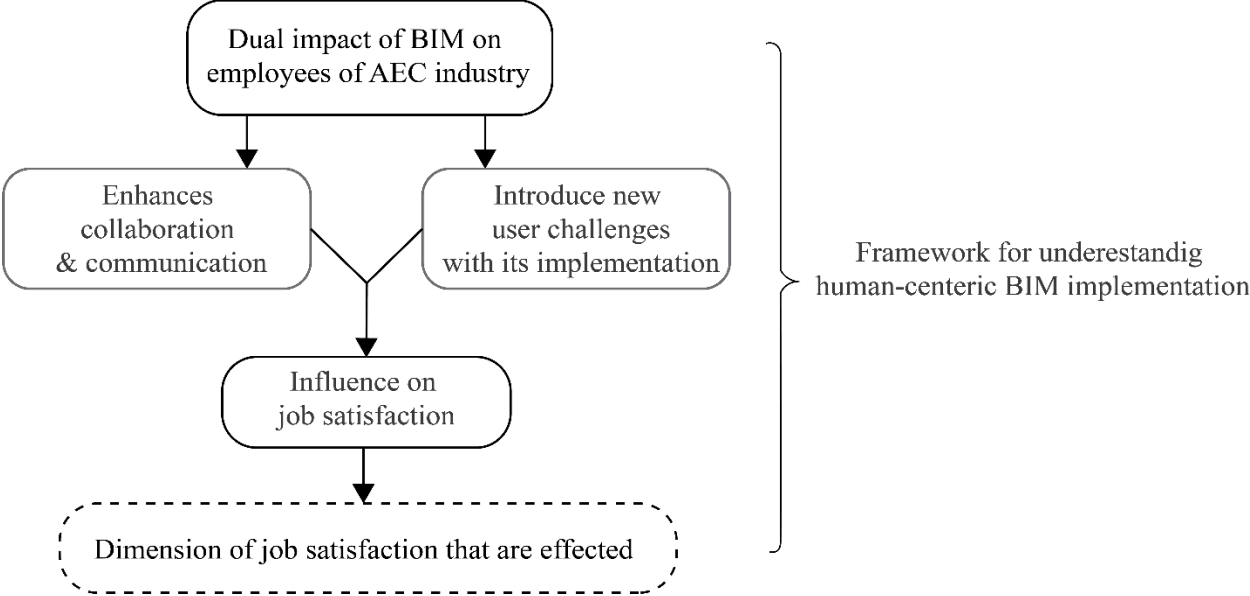 Dual impact of BIM on
employees of AEC industry
Enhances
collaboration
& communication
Introduce new
user challenges
with its implementation
Influence on
job satisfaction
Dimension of job satisfaction that are effected
Framework for underestandig
human-centeric BIM implementation